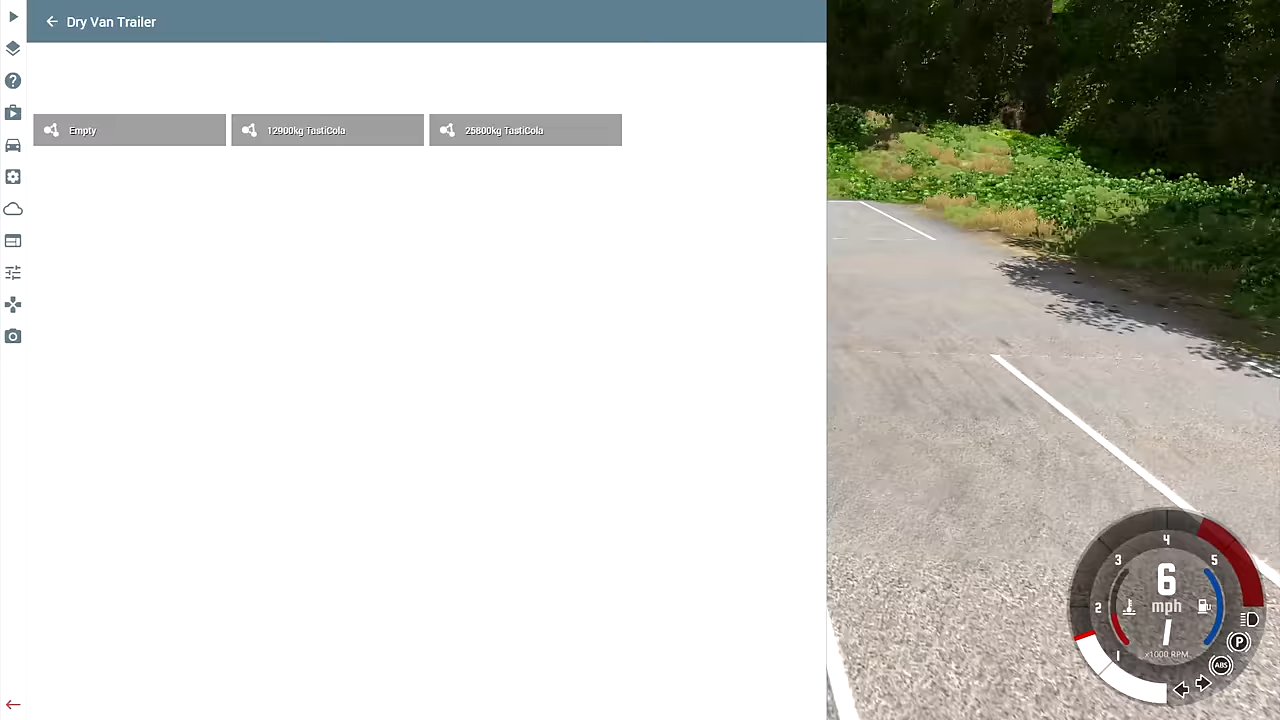 Dry Van Trailer
Empty
12900kg TastiCola
25800kg TastiCola
4
3
5
6
2
mph
1
x1000 RPM
P
ABS